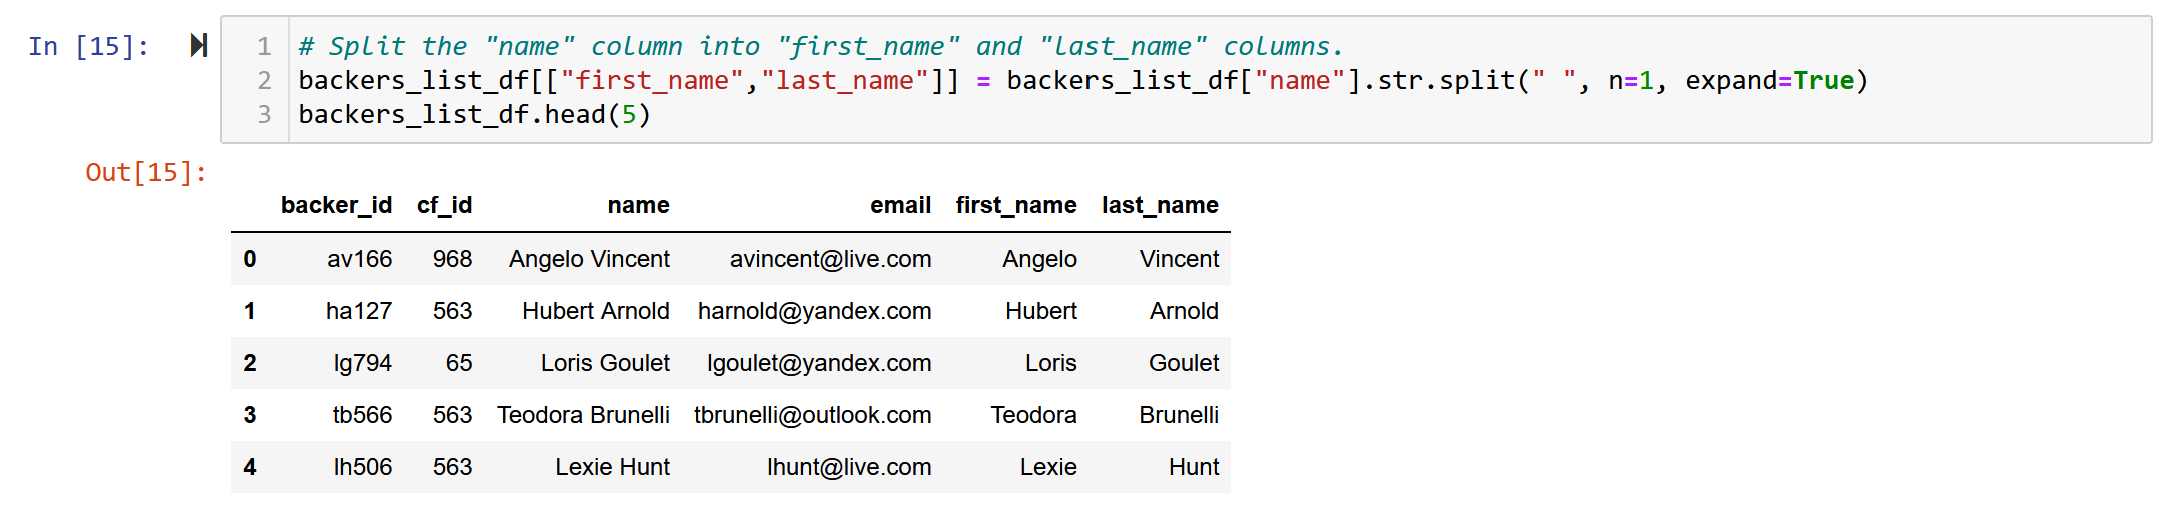 In [15]:
1 # Split the "name" column into "first_name" and "last_name" columns.
2 backers_list_df[["first_name","last_name"]] = backers_list_df["name"].str.split(" ", n=1, expand=True)
3 backers_list_df.head(5)
Out[15]:
backer_id cf_id name email first_name last_name
0 av166 968 Angelo Vincent avincent@live.com Angelo Vincent
1 ha127 563 Hubert Arnold harnold@yandex.com Hubert Arnold
2 lg794 65 Loris Goulet lgoulet@yandex.com Loris Goulet
3 tb566 563 Teodora Brunelli tbrunelli@outlook.com Teodora Brunelli
4 lh506 563 Lexie Hunt lhunt@live.com Lexie Hunt